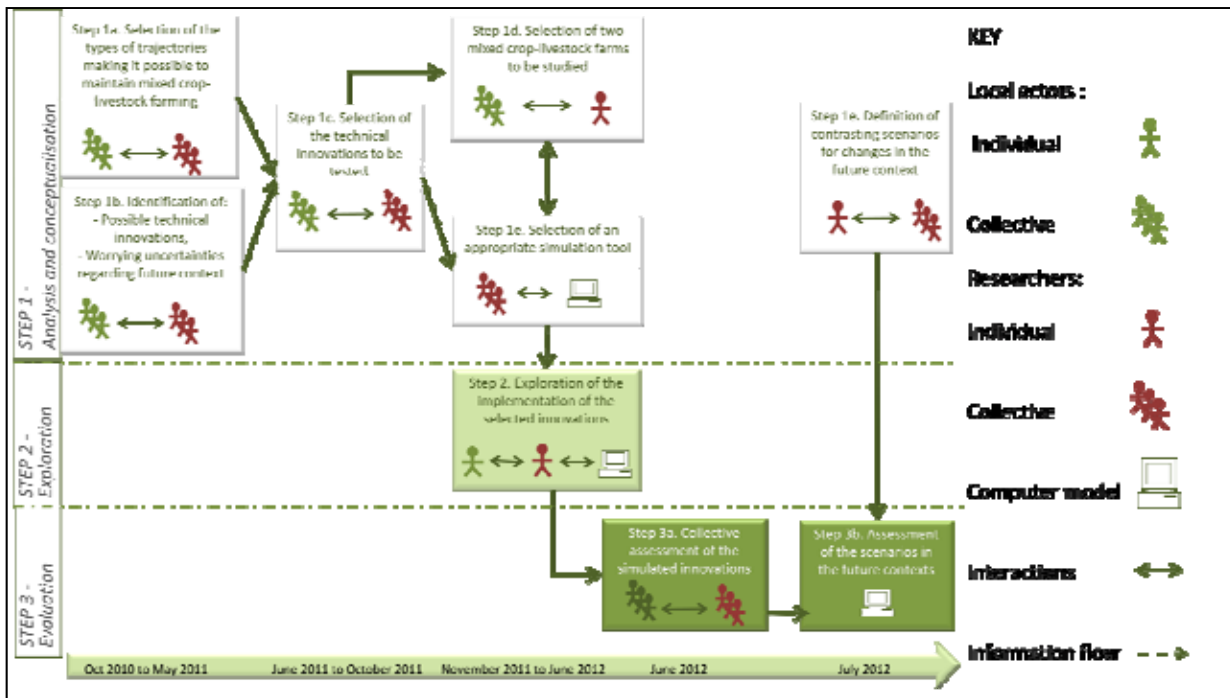 Step 1a. Selection of the
types of trajectories
making it possible to
maintain mixed crop-
livestock farming
Step 1b. Identification of:
- Possible technical
innovations,
- Worrying uncertainties
regarding future context
Step 1c. Selection of
the technical
innovations to be
tested
Step 1d. Selection of two
mixed crop-livestock farms
to be studied
Step 1e. Selection of an
appropriate simulation tool
Step 1e. Definition of
contrasting scenarios
for changes in the
future context
STEP 1 -
Analysis and conceptualisation
Step 2. Exploration of the
implementation of the
selected innovations
STEP 2 -
Exploration
Step 3a. Collective
assessment of the
simulated innovations
Step 3b. Assessment
of the scenarios in
the future contexts
STEP 3 -
Evaluation
Oct 2010 to May 2011
June 2011 to October 2011
November 2011 to June 2012
June 2012
July 2012
KEY
Local actors :
Individual
Collective
Researchers:
Individual
Collective
Computer model
Interactions
Information flow